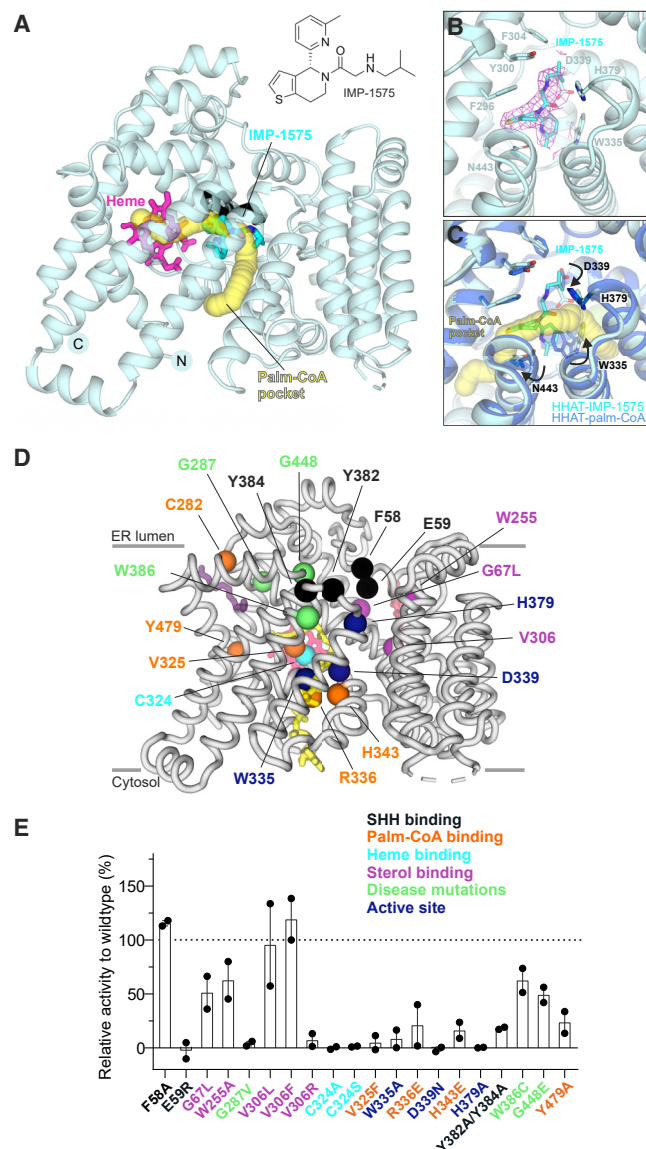 A
N
O
N
H
S
IMP-1575
IMP-1575
Heme
C
N
Palm-CoA
pocket
B
F304
IMP-1575
Y300
D339
H379
F296
W335
N443
C
IMP-1575
D339
H379
Palm-CoA
pocket
W335
N443
HHAT-IMP-1575
HHAT-palm-CoA
D
G287
G448
Y384
Y382
C282
F58
E59
W255
ER lumen
W386
G67L
H379
Y479
V325
V306
C324
D339
H343
Cytosol
W335
R336
E
SHH binding
Palm-CoA binding
Heme binding
Sterol binding
Disease mutations
Active site
Relative activity to wildtype (%)
150
100
50
0
F58A
E59R
G67L
W255A
G287V
V306L
V306F
V306R
C324A
C324S
V325F
W335A
R336E
D339N
H343E
H379A
Y382A/Y384A
W386C
G448E
Y479A